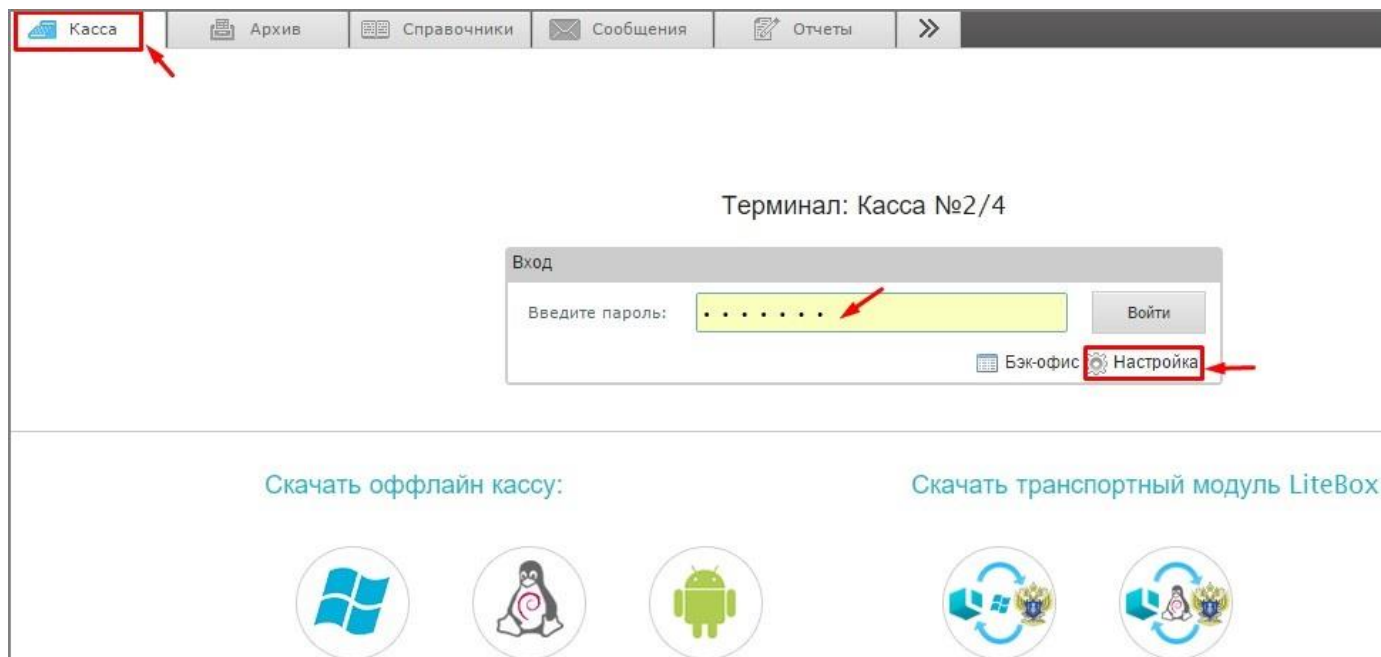 Касса Архив Справочники Сообщения Отчеты
Терминал: Касса №2/4
Вход
Введите пароль: Войти
Бэк-офис Настройка
Скачать оффлайн кассу: Скачать транспортный модуль LiteBox